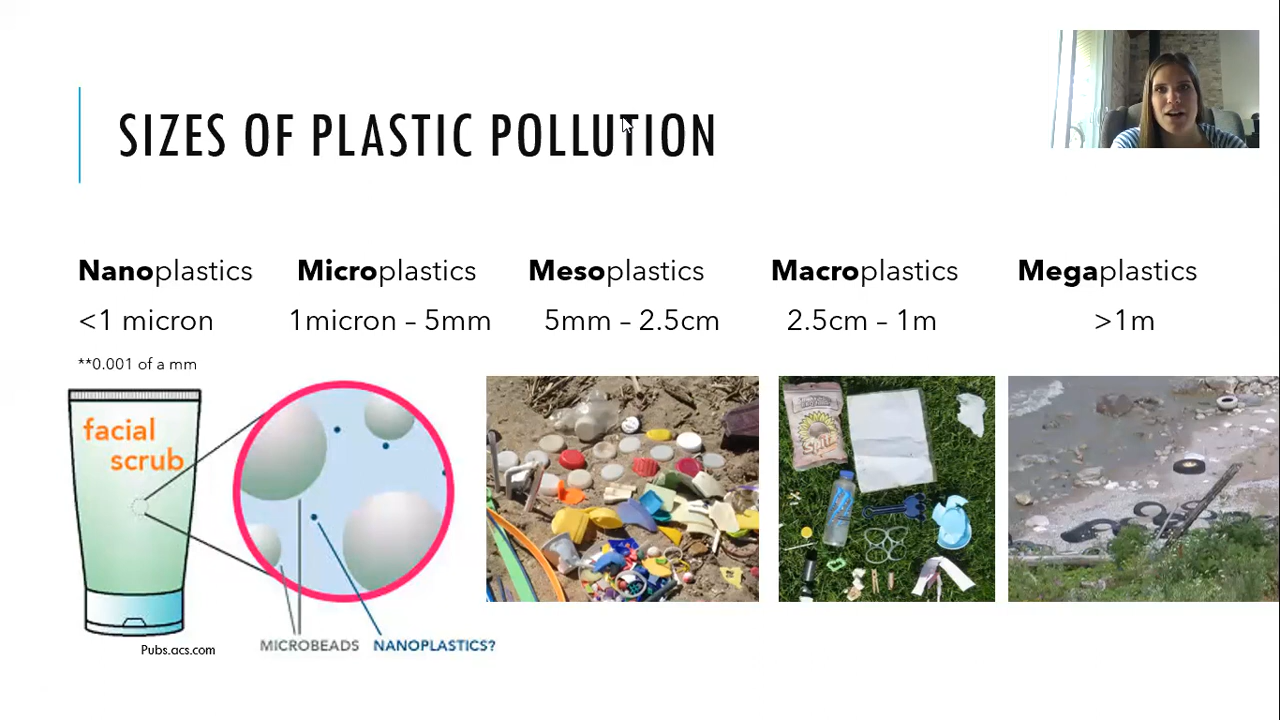 SIZES OF PLASTIC POLLUTION
Nanoplastics
Microplastics
Mesoplastics
Macroplastics
Megaplastics
<1 micron
1micron – 5mm
5mm – 2.5cm
2.5cm – 1m
>1m
**0.001 of a mm
facial
scrub
SPITZ
MICROBEADS
NANOPLASTICS?
Pubs.acs.com